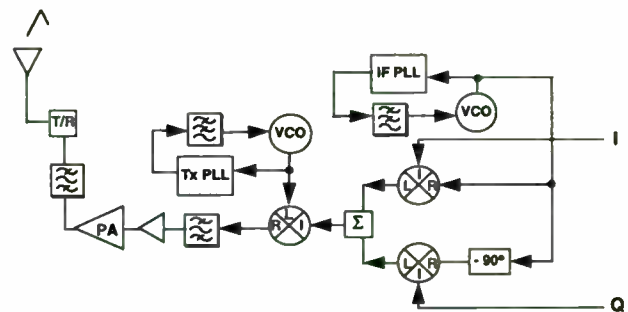 IF PLL
T/R
VCO
VCO
I
Tx PLL
I
L R
L
R I
Σ
PA
L R
I
- 90°
Q